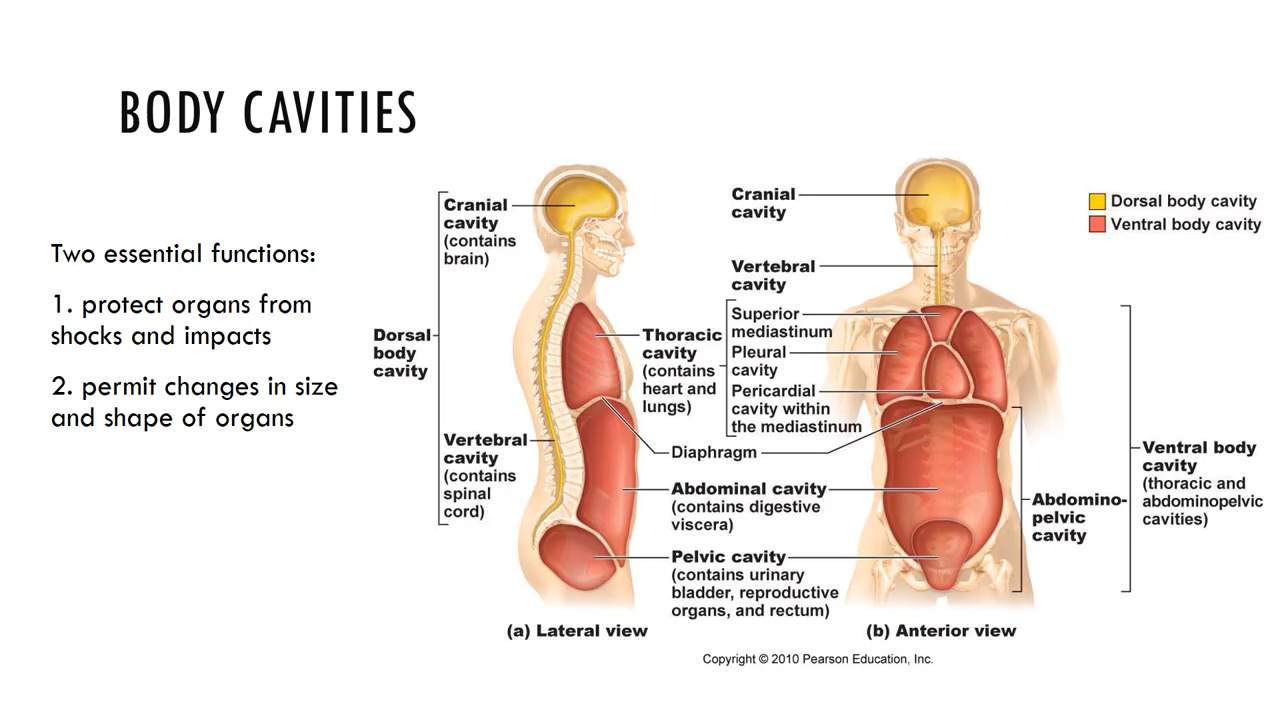 BODY CAVITIES
Two essential functions:
1. protect organs from
shocks and impacts
2. permit changes in size
and shape of organs
Dorsal
body
cavity
Cranial
cavity
(contains
brain)
Vertebral
cavity
(contains
spinal
cord)
Thoracic
cavity
(contains
heart and
lungs)
Diaphragm
Abdominal cavity
(contains digestive
viscera)
Pelvic cavity
(contains urinary
bladder, reproductive
organs, and rectum)
(a) Lateral view
Cranial
cavity
Vertebral
cavity
Superior
mediastinum
Pleural
cavity
Pericardial
cavity within
the mediastinum
Abdomino-
pelvic
cavity
Ventral body
cavity
(thoracic and
abdominopelvic
cavities)
Dorsal body cavity
Ventral body cavity
(b) Anterior view
Copyright © 2010 Pearson Education, Inc.